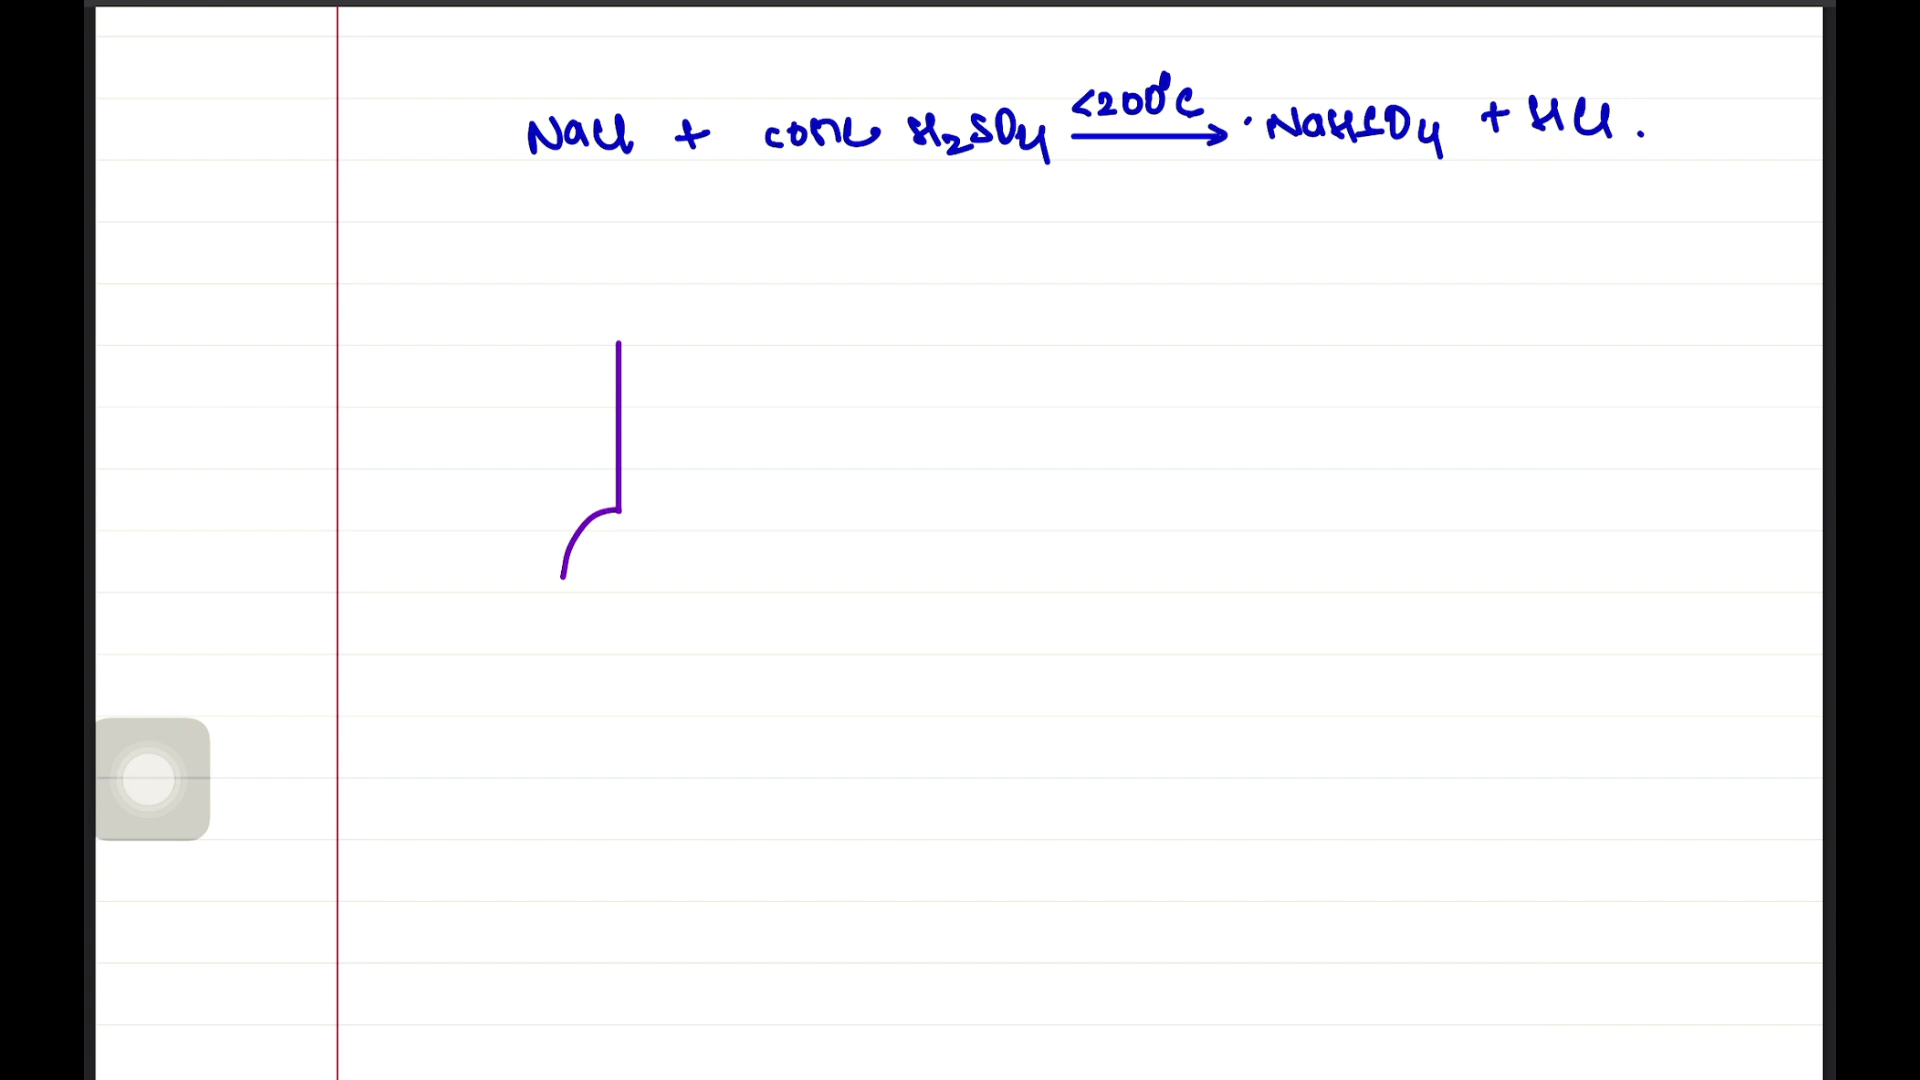 NaCl + conc H₂SO₄ <200°C → NaHSO₄ + HCl.